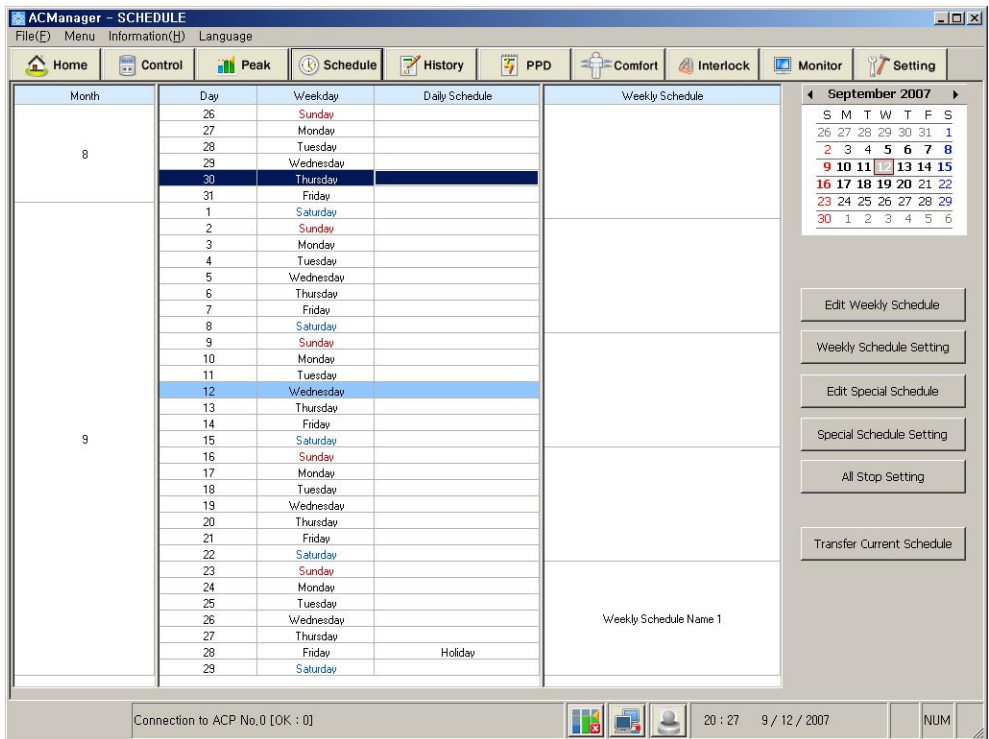 ACManager - SCHEDULE
File(F) Menu Information(H) Language
Home Control Peak Schedule History PPD Comfort Interlock Monitor Setting
Month Day Weekday Daily Schedule Weekly Schedule
8
26 Sunday
27 Monday
28 Tuesday
29 Wednesday
30 Thursday
31 Friday
9
1 Saturday
2 Sunday
3 Monday
4 Tuesday
5 Wednesday
6 Thursday
7 Friday
8 Saturday
9 Sunday
10 Monday
11 Tuesday
12 Wednesday
13 Thursday
14 Friday
15 Saturday
16 Sunday
17 Monday
18 Tuesday
19 Wednesday
20 Thursday
21 Friday
22 Saturday
23 Sunday
24 Monday
25 Tuesday
26 Wednesday
27 Thursday
28 Friday Holiday
29 Saturday
Weekly Schedule Name 1
September 2007
S M T W T F S
26 27 28 29 30 31 1
2 3 4 5 6 7 8
9 10 11 12 13 14 15
16 17 18 19 20 21 22
23 24 25 26 27 28 29
30 1 2 3 4 5 6
Edit Weekly Schedule
Weekly Schedule Setting
Edit Special Schedule
Special Schedule Setting
All Stop Setting
Transfer Current Schedule
Connection to ACP No.0 [OK : 0] 20 : 27 9 / 12 / 2007 NUM